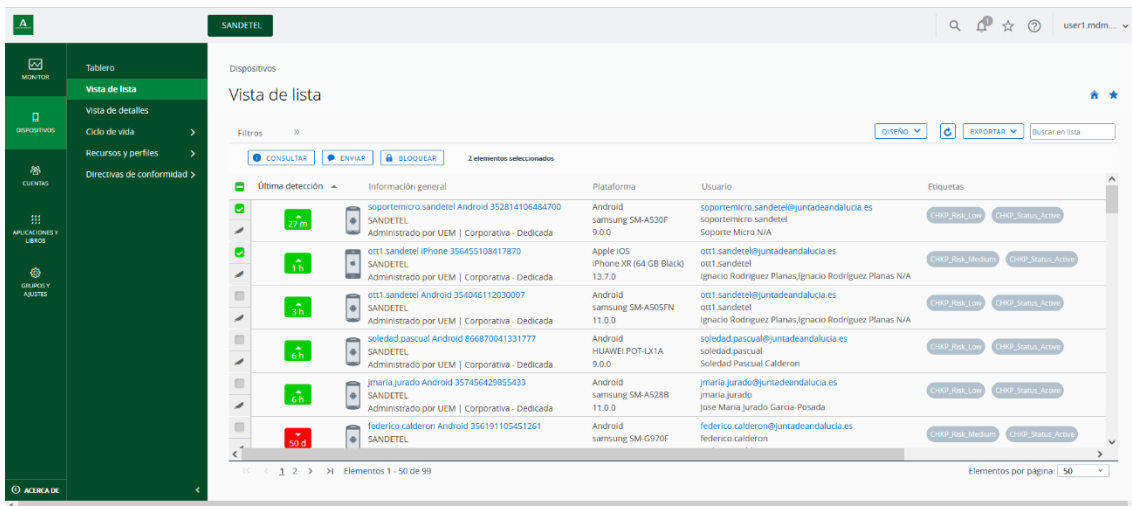 A
SANDETEL
user1.mdm...
MONITOR
DISPOSITIVOS
CUENTAS
APLICACIONES Y
LIBROS
GRUPOS Y
AJUSTES
ACERCA DE
Tablero
Vista de lista
Vista de detalles
Ciclo de vida
Recursos y perfiles
Directivas de conformidad
Dispositivos
Vista de lista
Filtros »
DISEÑO
EXPORTAR
Buscar en lista
CONSULTAR
ENVIAR
BLOQUEAR
2 elementos seleccionados
Última detección Información general Plataforma Usuario Etiquetas
27 m
soportemicro.sandetel Android 352814106484700
SANDETEL
Administrado por UEM | Corporativa - Dedicada
Android
samsung SM-A530F
9.0.0
soportemicro.sandetel@juntadeandalucia.es
soportemicro.sandetel
Soporte Micro N/A
CHKP_Risk_Low CHKP_Status_Active
1 h
ott1.sandetel iPhone 356455108417870
SANDETEL
Administrado por UEM | Corporativa - Dedicada
Apple iOS
iPhone XR (64 GB Black)
13.7.0
ott1.sandetel@juntadeandalucia.es
ott1.sandetel
Ignacio Rodriguez Planas,Ignacio Rodríguez Planas N/A
CHKP_Risk_Medium CHKP_Status_Active
3 h
ott1.sandetel Android 354046112030007
SANDETEL
Administrado por UEM | Corporativa - Dedicada
Android
samsung SM-A505FN
11.0.0
ott1.sandetel@juntadeandalucia.es
ott1.sandetel
Ignacio Rodriguez Planas,Ignacio Rodríguez Planas N/A
CHKP_Risk_Low CHKP_Status_Active
6 h
soledad.pascual Android 866870041331777
SANDETEL
Administrado por UEM | Corporativa - Dedicada
Android
HUAWEI POT-LX1A
9.0.0
soledad.pascual@juntadeandalucia.es
soledad.pascual
Soledad Pascual Calderon
CHKP_Risk_Low CHKP_Status_Active
6 h
jmaria.jurado Android 357456429855433
SANDETEL
Administrado por UEM | Corporativa - Dedicada
Android
samsung SM-A528B
11.0.0
jmaria.jurado@juntadeandalucia.es
jmaria.jurado
Jose Maria Jurado Garcia-Posada
CHKP_Risk_Low CHKP_Status_Active
50 d
federico.calderon Android 356191105451261
SANDETEL
Android
samsung SM-G970F
federico.calderon@juntadeandalucia.es
federico.calderon
CHKP_Risk_Medium CHKP_Status_Active
1 2 Elementos 1 - 50 de 99
Elementos por página: 50